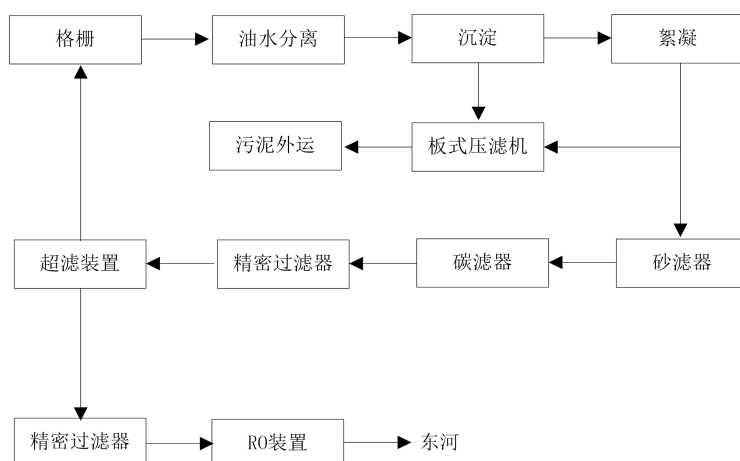 格栅
油水分离
沉淀
絮凝
污泥外运
板式压滤机
超滤装置
精密过滤器
碳滤器
砂滤器
精密过滤器
RO装置
东河